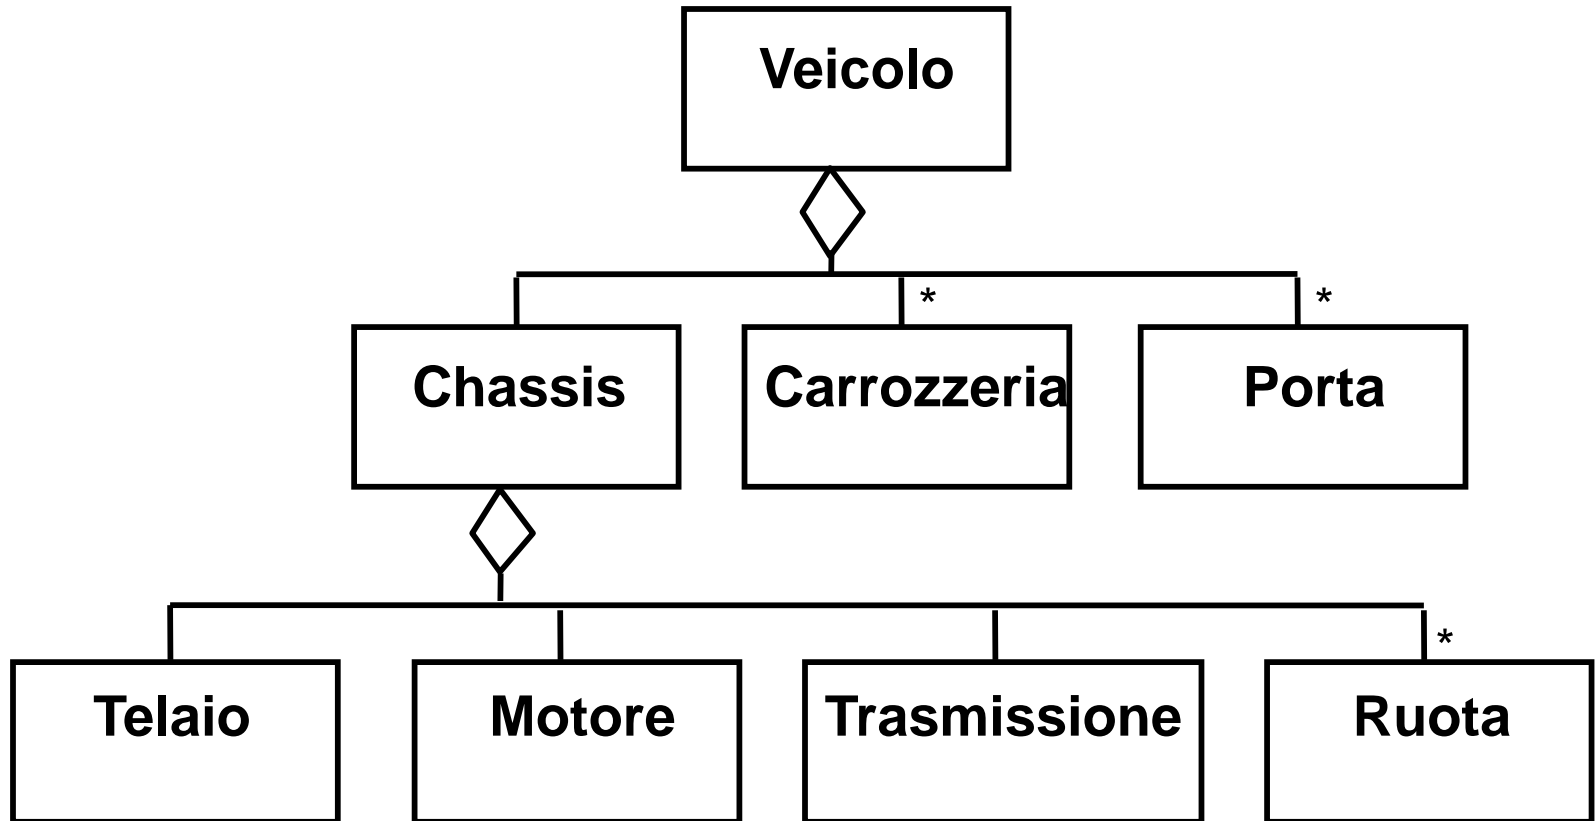 Veicolo
* *
Chassis Carrozzeria Porta
*
Telaio Motore Trasmissione Ruota